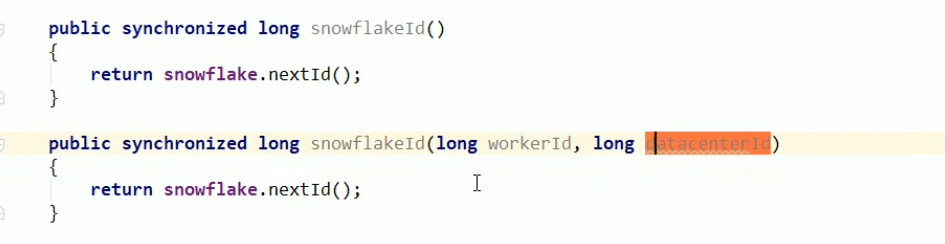 public synchronized long snowflakeId()
{
    return snowflake.nextId();
}
public synchronized long snowflakeId(long workerId, long datacenterId)
{
    return snowflake.nextId();
}